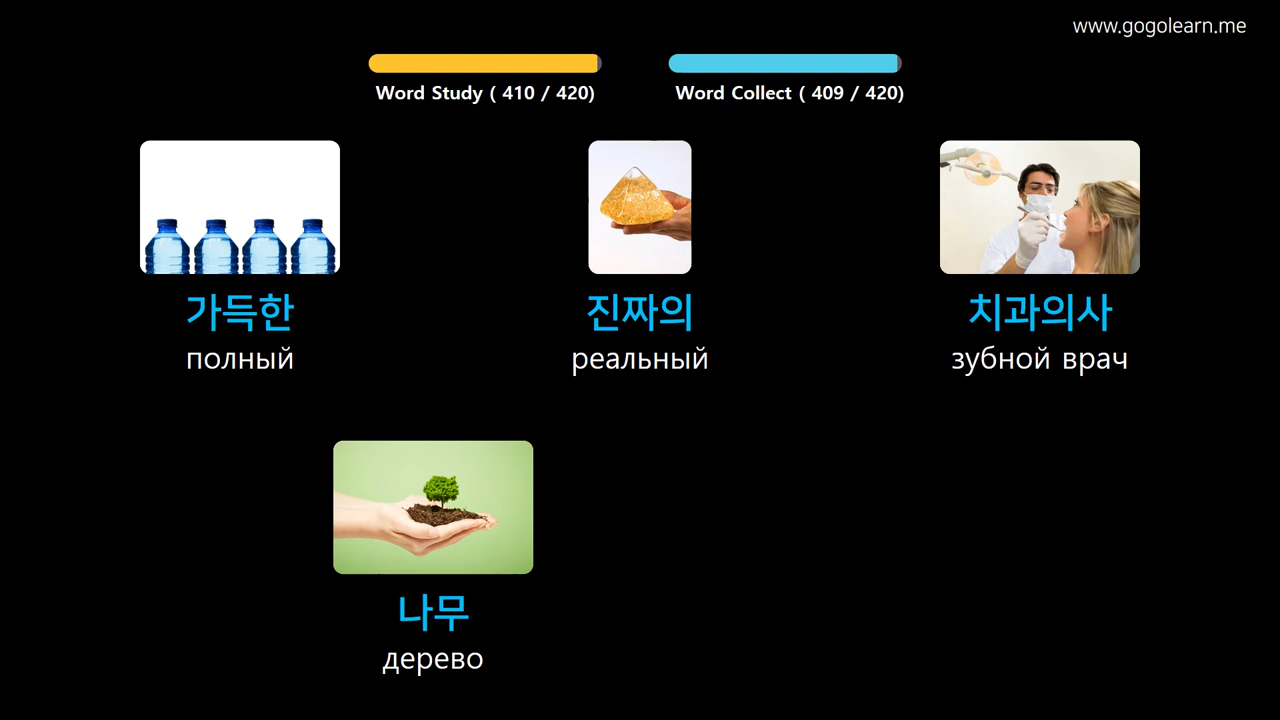 www.gogolearn.me
Word Study ( 410 / 420)
Word Collect ( 409 / 420)
가득한
полный
진짜의
реальный
치과의사
зубной врач
나무
дерево